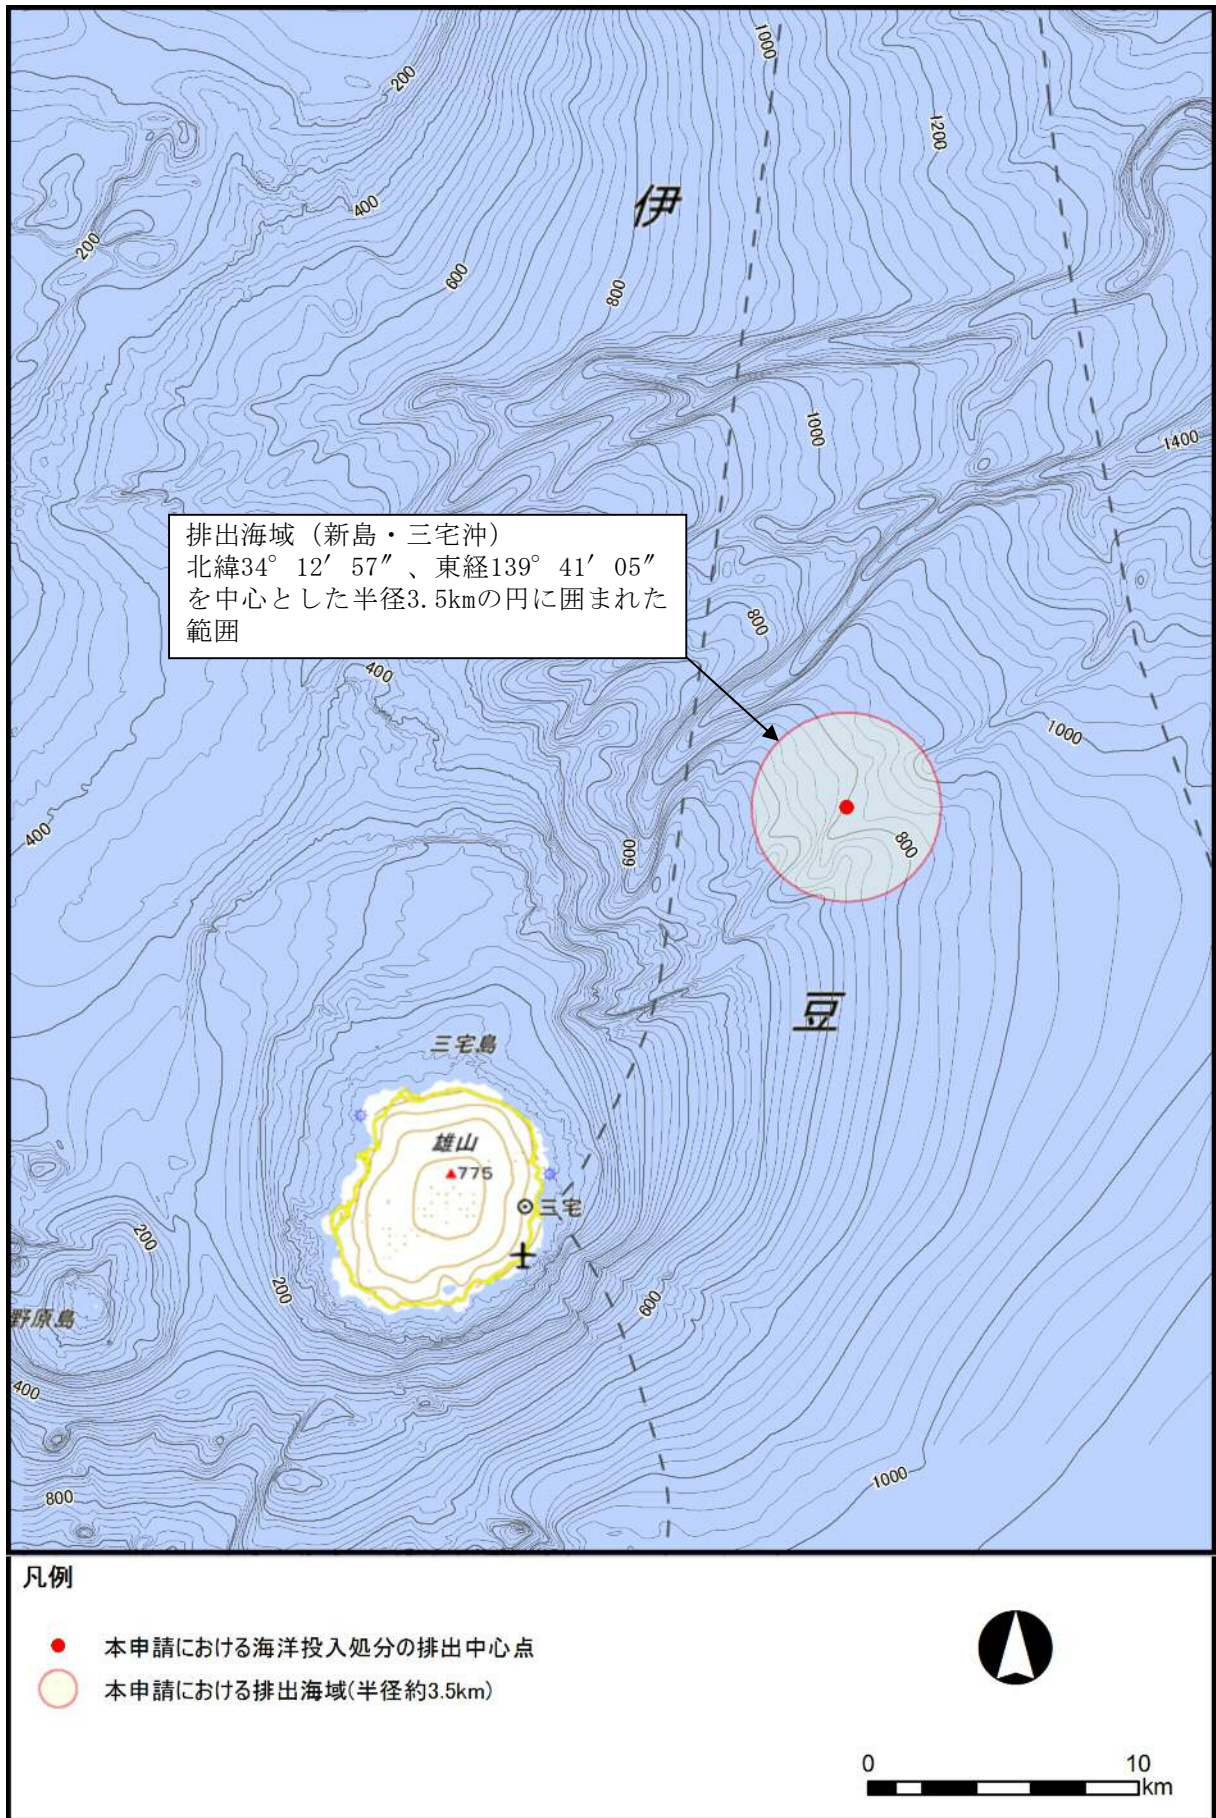 1000
200
1200
伊
400
200
600
800
1000
1400
排出海域（新島・三宅沖）
北緯34°12′57″、東経139°41′05″
を中心とした半径3.5kmの円に囲まれた
範囲
800
400
1000
400
600
800
豆
三宅島
雄山
775
三宅
200
200
600
野原島
400
1000
800
凡例
本申請における海洋投入処分の排出中心点
本申請における排出海域(半径約3.5km)
0 10
km